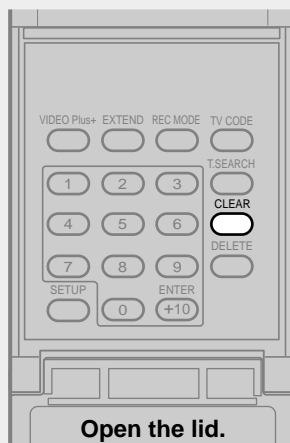 VIDEO Plus+ EXTEND REC MODE TV CODE
T.SEARCH
1 2 3
CLEAR
4 5 6
DELETE
7 8 9
SETUP ENTER
0 +10
Open the lid.